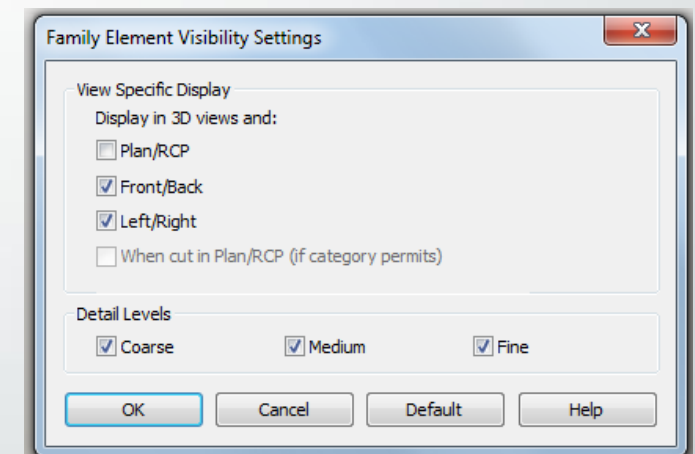 Family Element Visibility Settings
View Specific Display
Display in 3D views and:
Plan/RCP
Front/Back
Left/Right
When cut in Plan/RCP (if category permits)
Detail Levels
Coarse Medium Fine
OK Cancel Default Help